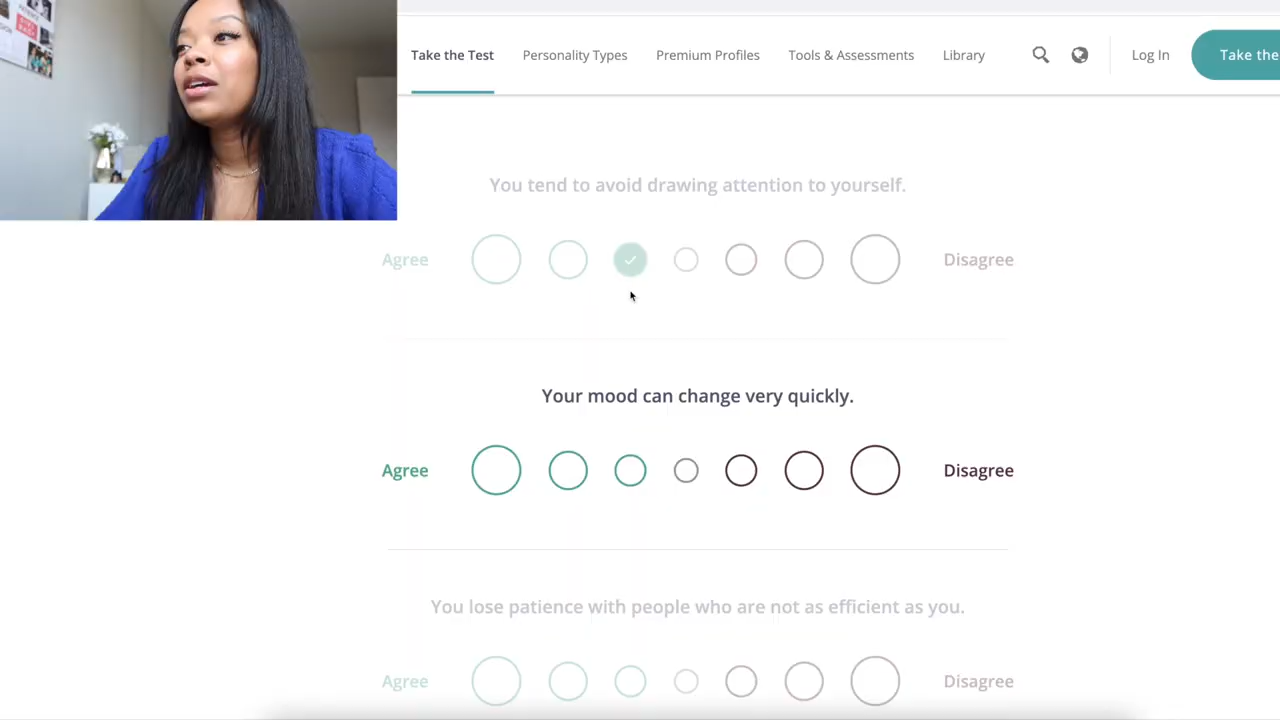 Take the Test Personality Types Premium Profiles Tools & Assessments Library Log In Take the
You tend to avoid drawing attention to yourself.
Agree Disagree
Your mood can change very quickly.
Agree Disagree
You lose patience with people who are not as efficient as you.
Agree Disagree